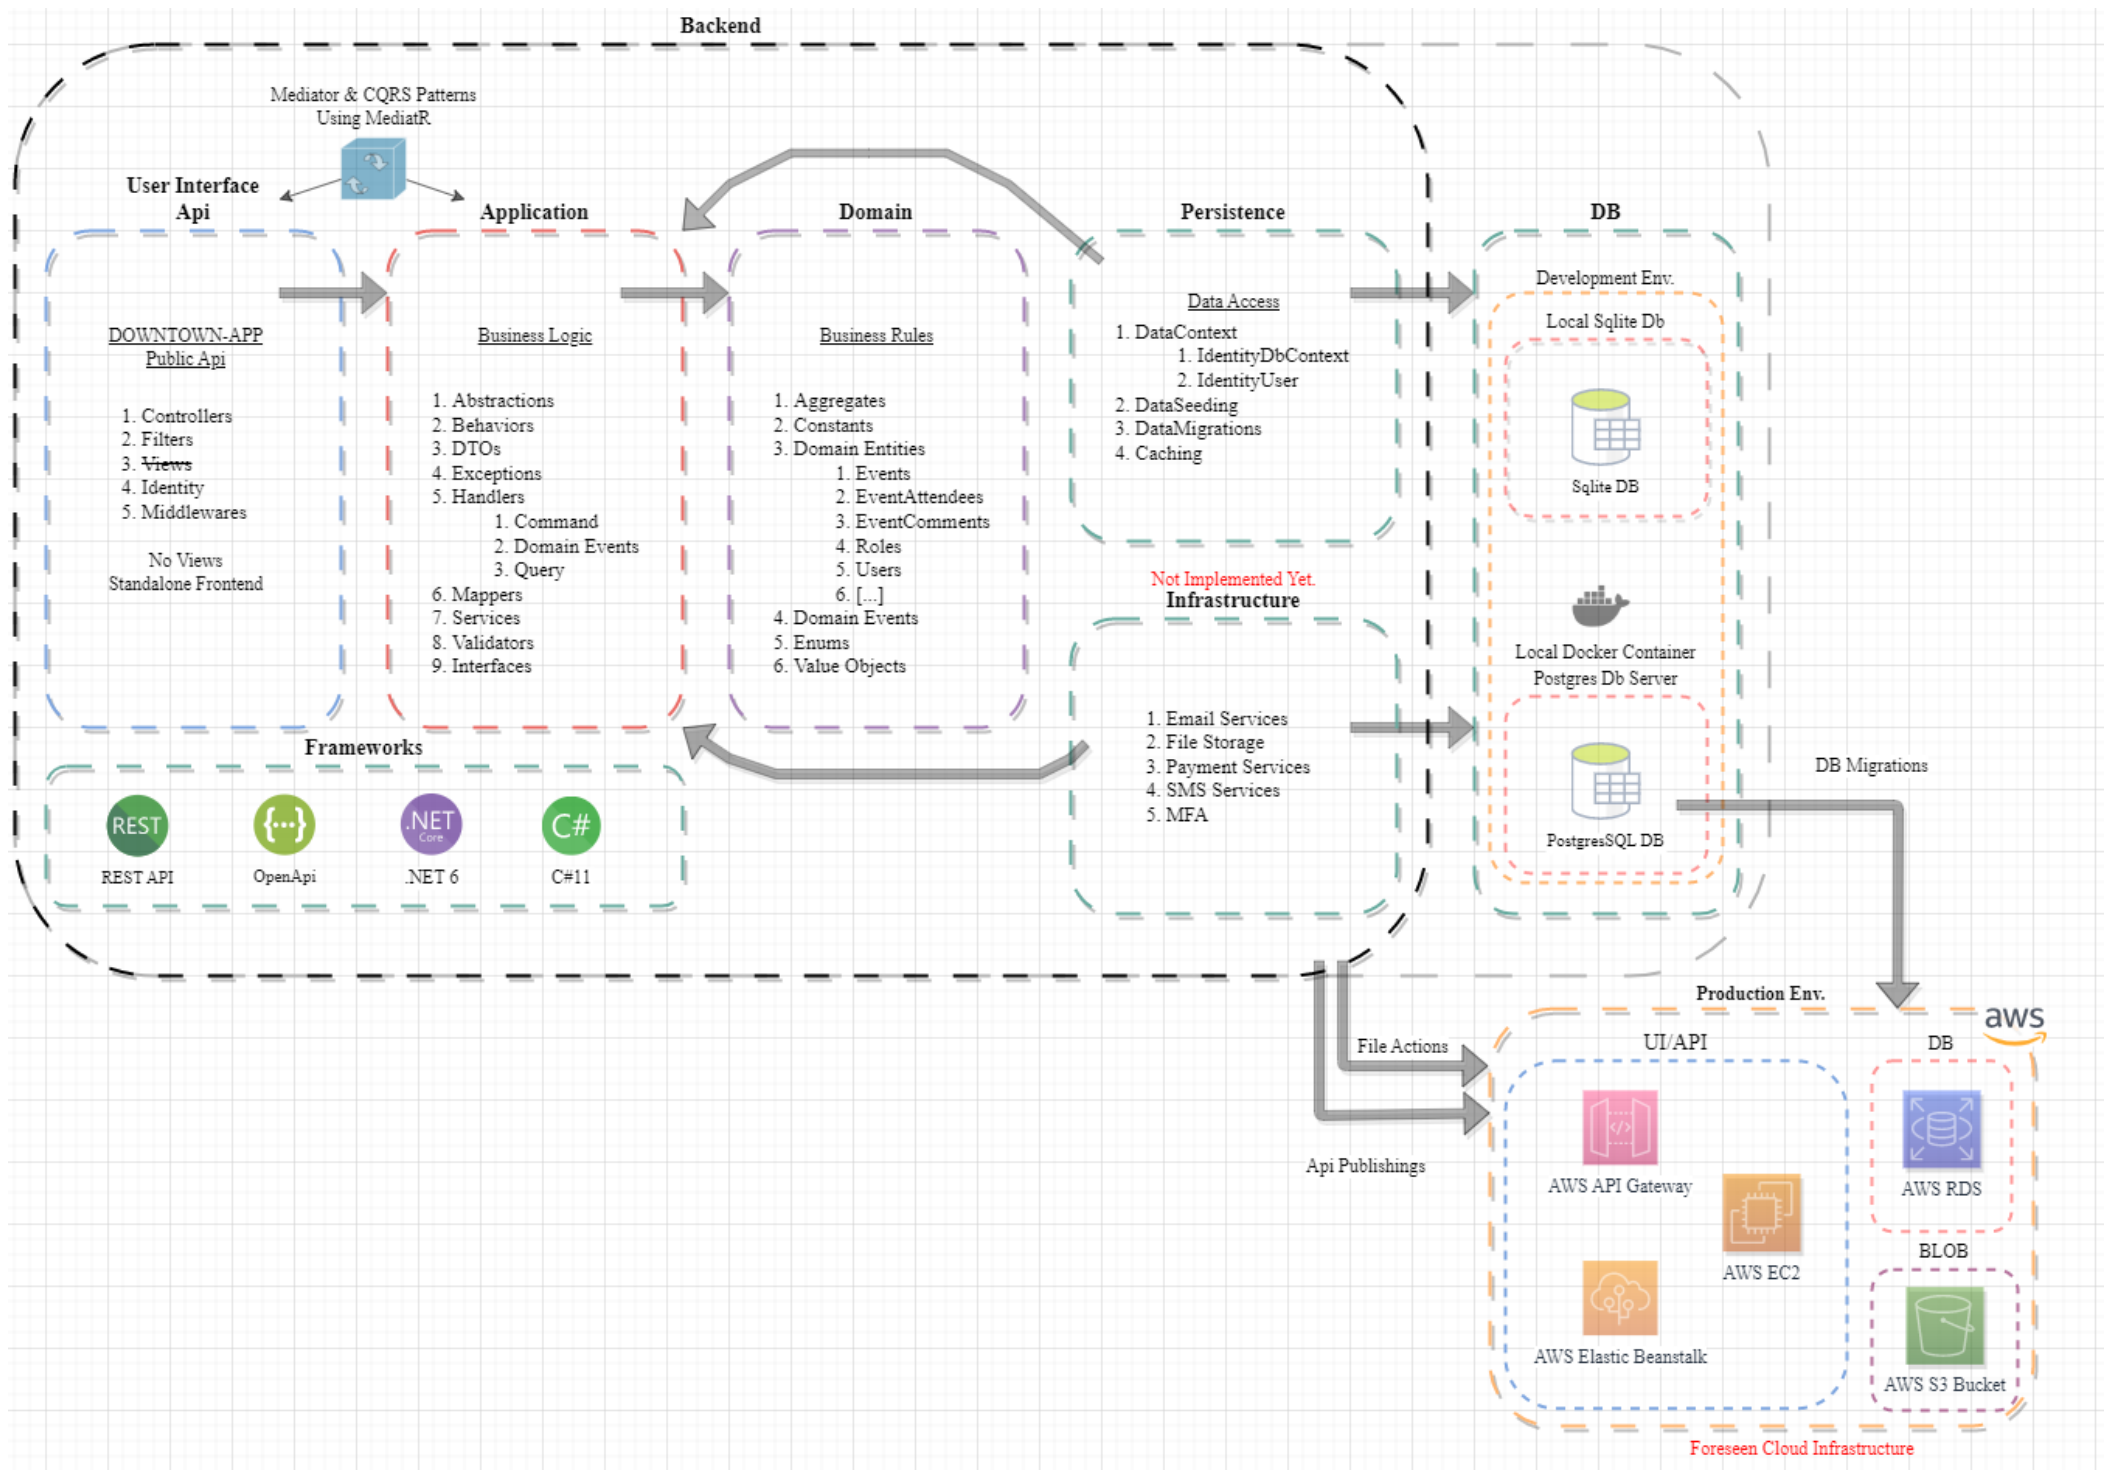 Backend
Mediator & CQRS Patterns
Using MediatR
User Interface
Api
DOWNTOWN-APP
Public Api
1. Controllers
2. Filters
3. Views
4. Identity
5. Middlewares
No Views
Standalone Frontend
Application
Business Logic
1. Abstractions
2. Behaviors
3. DTOs
4. Exceptions
5. Handlers
1. Command
2. Domain Events
3. Query
6. Mappers
7. Services
8. Validators
9. Interfaces
Domain
Business Rules
1. Aggregates
2. Constants
3. Domain Entities
1. Events
2. EventAttendees
3. EventComments
4. Roles
5. Users
6. [...]
4. Domain Events
5. Enums
6. Value Objects
Persistence
Data Access
1. DataContext
1. IdentityDbContext
2. IdentityUser
2. DataSeeding
3. DataMigrations
4. Caching
Not Implemented Yet.
Infrastructure
1. Email Services
2. File Storage
3. Payment Services
4. SMS Services
5. MFA
DB
Development Env.
Local Sqlite Db
Sqlite DB
Local Docker Container
Postgres Db Server
PostgresSQL DB
DB Migrations
Frameworks
REST
{...}
.NET
Core
C#
REST API
OpenApi
.NET 6
C#11
File Actions
Api Publishings
Production Env.
aws
UI/API
</>
AWS API Gateway
AWS EC2
AWS Elastic Beanstalk
DB
AWS RDS
BLOB
AWS S3 Bucket
Foreseen Cloud Infrastructure